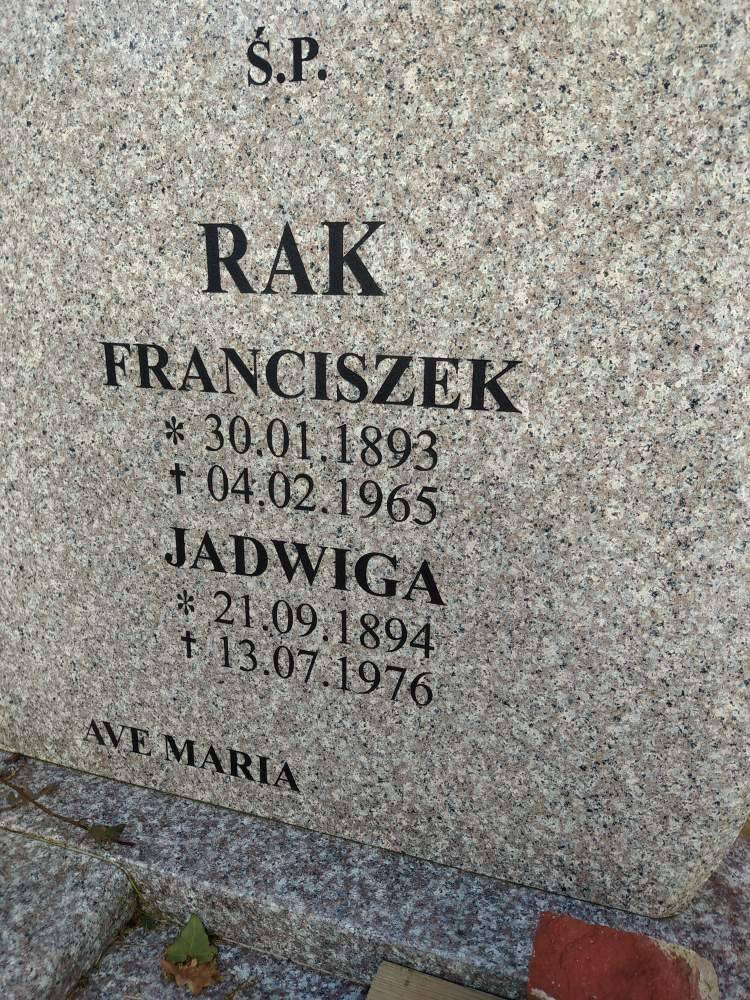 Ś.P.
RAK
FRANCISZEK
* 30.01.1893
✝ 04.02.1965
JADWIGA
* 21.09.1894
✝ 13.07.1976
AVE MARIA